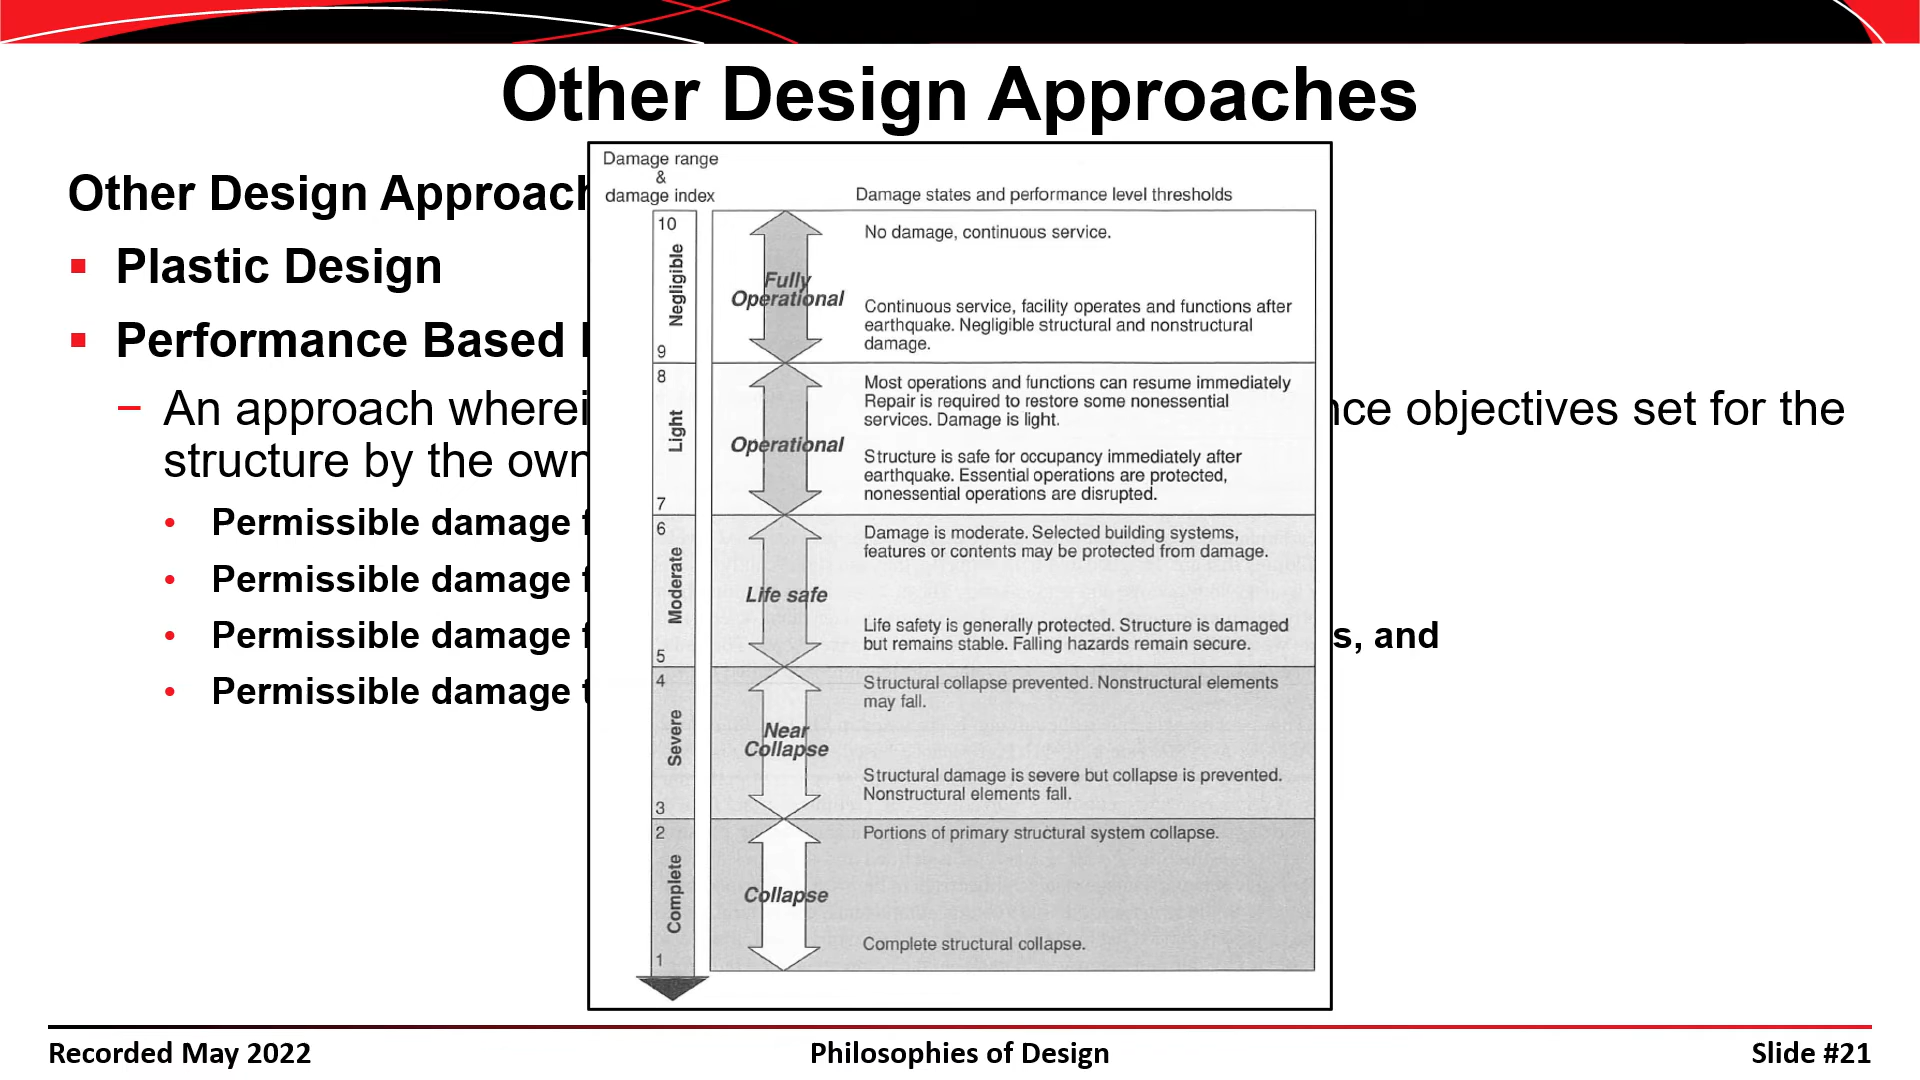 Other Design Approaches
Other Design Approach
Plastic Design
Performance Based
An approach wherei nce objectives set for the
structure by the own
Permissible damage f
Permissible damage f
Permissible damage f s, and
Permissible damage t
Damage range
&
damage index
Damage states and performance level thresholds
10
Negligible
9
Fully
Operational
No damage, continuous service.
Continuous service, facility operates and functions after
earthquake. Negligible structural and nonstructural
damage.
8
Light
7
Operational
Most operations and functions can resume immediately
Repair is required to restore some nonessential
services. Damage is light.
Structure is safe for occupancy immediately after
earthquake. Essential operations are protected,
nonessential operations are disrupted.
6
Moderate
5
Life safe
Damage is moderate. Selected building systems,
features or contents may be protected from damage.
Life safety is generally protected. Structure is damaged
but remains stable. Falling hazards remain secure.
4
Severe
3
Near
Collapse
Structural collapse prevented. Nonstructural elements
may fall.
Structural damage is severe but collapse is prevented.
Nonstructural elements fall.
2
Complete
1
Collapse
Portions of primary structural system collapse.
Complete structural collapse.
Recorded May 2022
Philosophies of Design
Slide #21